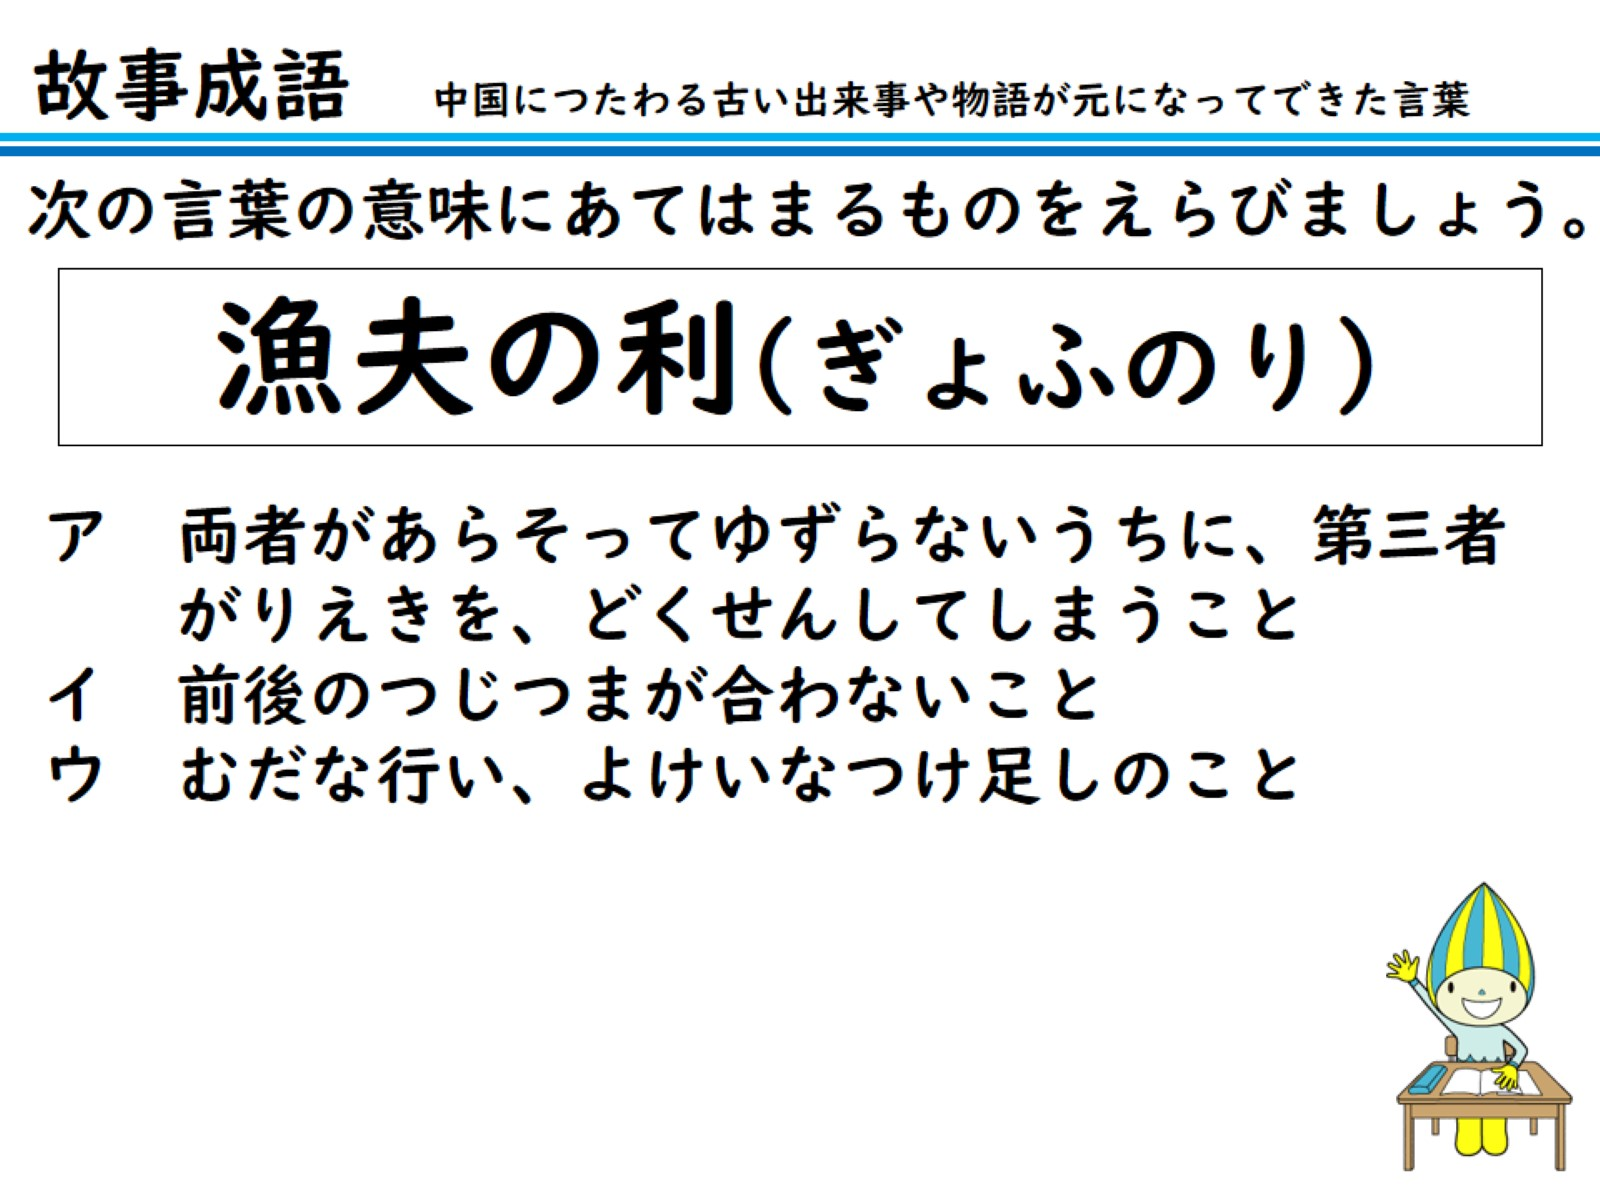 故事成語　中国につたわる古い出来事や物語が元になってできた言葉
次の言葉の意味にあてはまるものをえらびましょう。
漁夫の利(ぎょふのり)
ア　両者があらそってゆずらないうちに、第三者
がりえきを、どくせんしてしまうこと
イ　前後のつじつまが合わないこと
ウ　むだな行い、よけいなつけ足しのこと